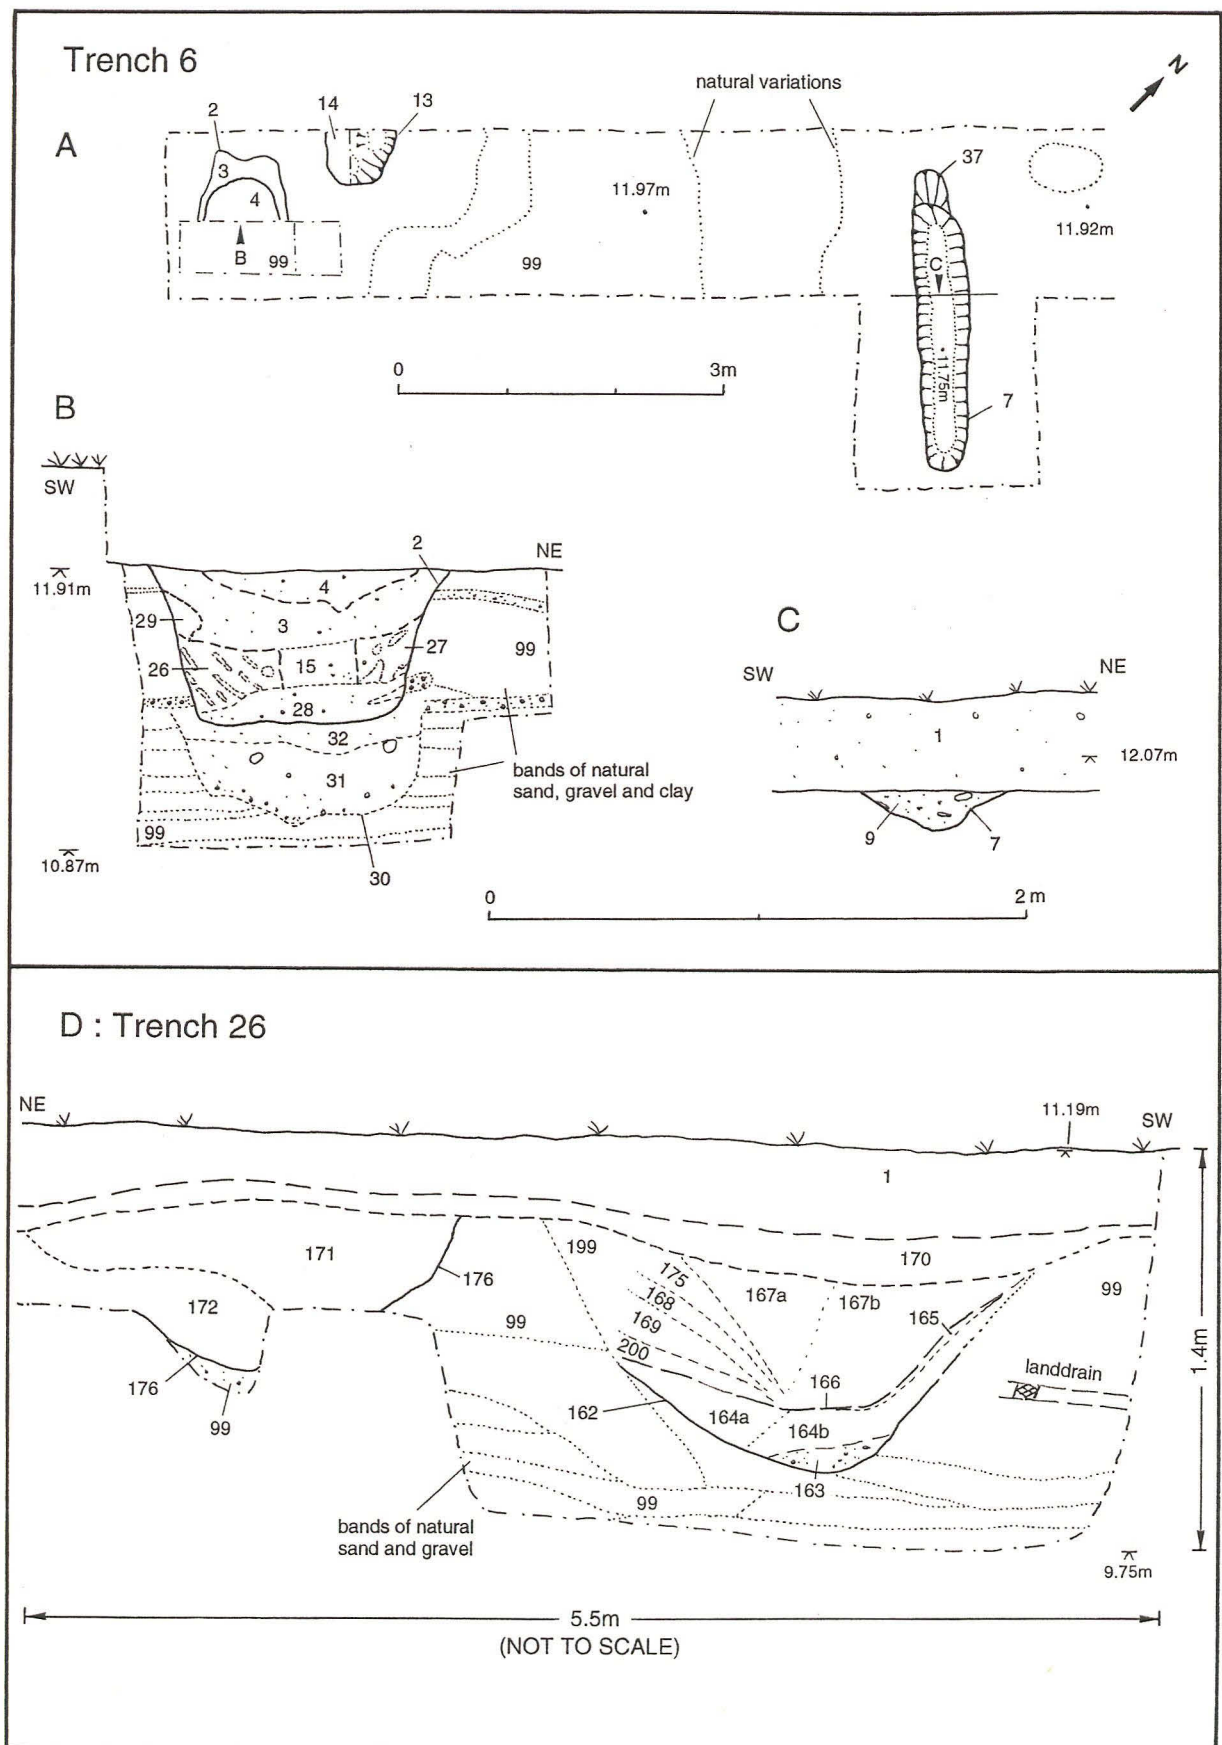 Trench 6
N
natural variations
A
2
14
13
3
4
B
99
11.97m
99
37
11.92m
C
11.75m
7
0
3m
B
SW
NE
2
11.91m
4
29
3
26
15
27
99
28
32
31
bands of natural
sand, gravel and clay
99
10.87m
30
C
SW
NE
1
12.07m
9
7
0
2 m
D : Trench 26
NE
11.19m
SW
1
171
176
199
170
175
167a
167b
99
172
168
165
99
169
200
landdrain
1.4m
176
166
99
162
164a
164b
163
99
bands of natural
sand and gravel
9.75m
5.5m
(NOT TO SCALE)